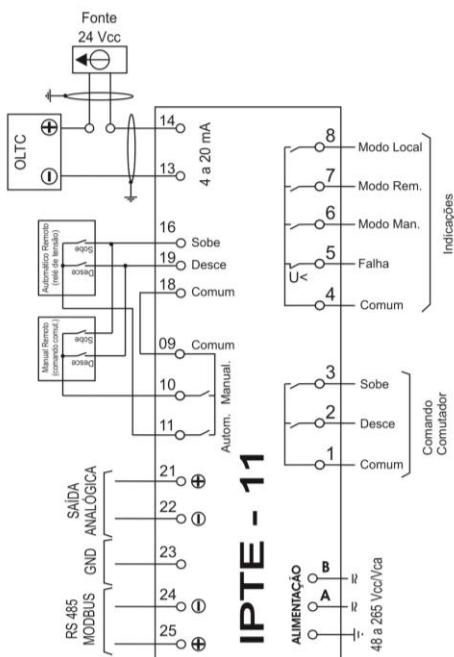 Fonte
24 Vcc
OLTC
14
13
4 a 20 mA
Automático Remoto
(relé de tensão)
Sobe
Desce
Manual Remoto
(comando comut.)
Sobe
Desce
16
Sobe
19
Desce
18
Comum
09
Comum
10
Manual.
11
Autom.
21
22
SAÍDA
ANALÓGICA
23
GND
24
25
RS 485
MODBUS
IPTE - 11
8
Modo Local
7
Modo Rem.
6
Modo Man.
5
Falha
U<
4
Comum
Indicações
3
Sobe
2
Desce
1
Comum
Comando
Comutador
ALIMENTAÇÃO
B
A
48 a 265 Vcc/Vca